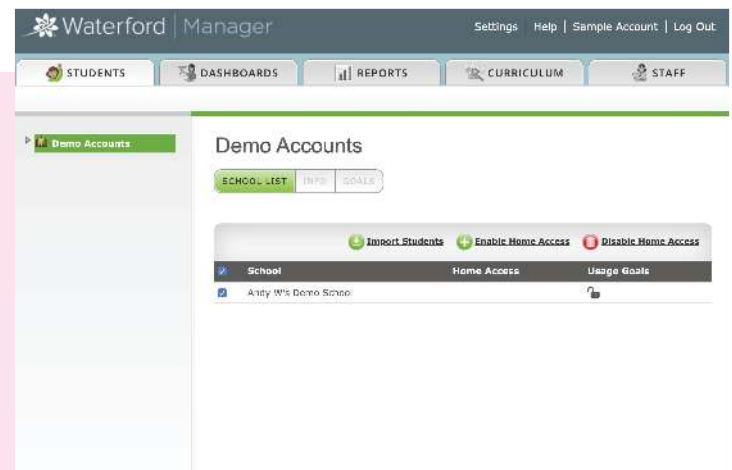 Waterford | Manager
Settings Help | Sample Account | Log Out
STUDENTS DASHBOARDS REPORTS CURRICULUM STAFF
Demo Accounts
Demo Accounts
SCHOOL LIST INFO GOALS
Import Students Enable Home Access Disable Home Access
School Home Access Usage Goals
Andy W's Demo School